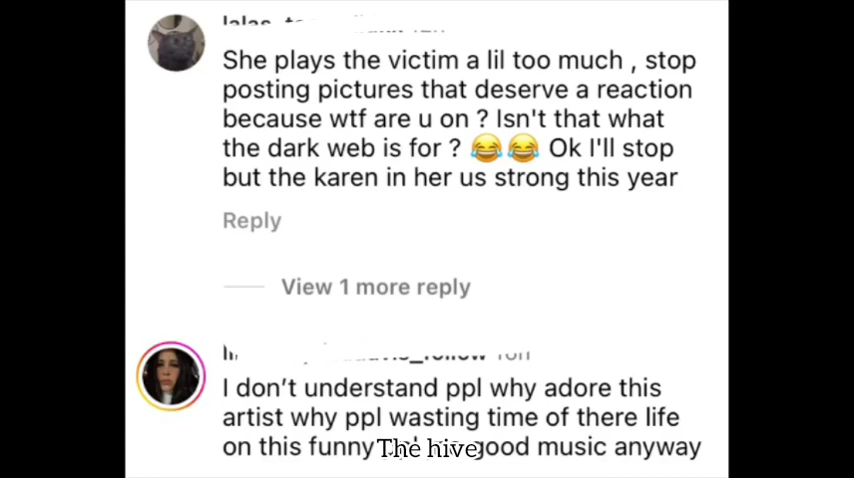 She plays the victim a lil too much , stop
posting pictures that deserve a reaction
because wtf are u on ? Isn't that what
the dark web is for ? 😂😂 Ok I'll stop
but the karen in her us strong this year
Reply
View 1 more reply
I don’t understand ppl why adore this
artist why ppl wasting time of there life
on this funny good music anyway
The hive